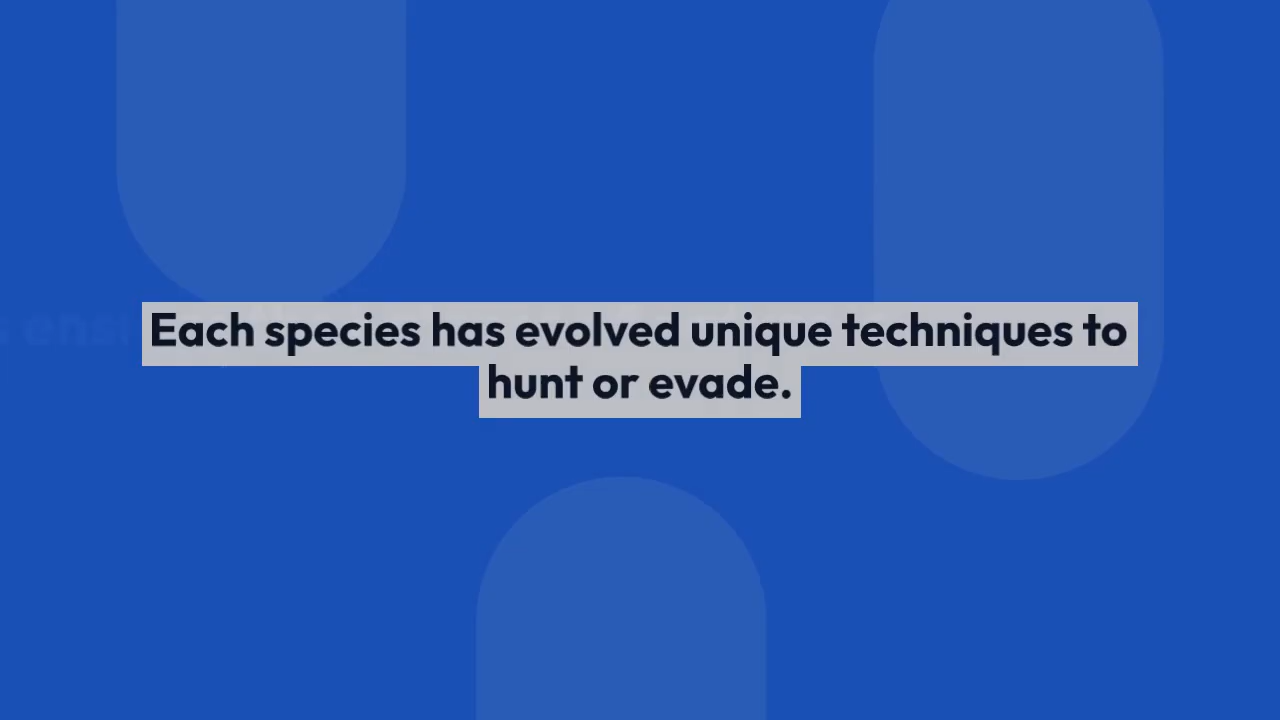 Each species has evolved unique techniques to
hunt or evade.